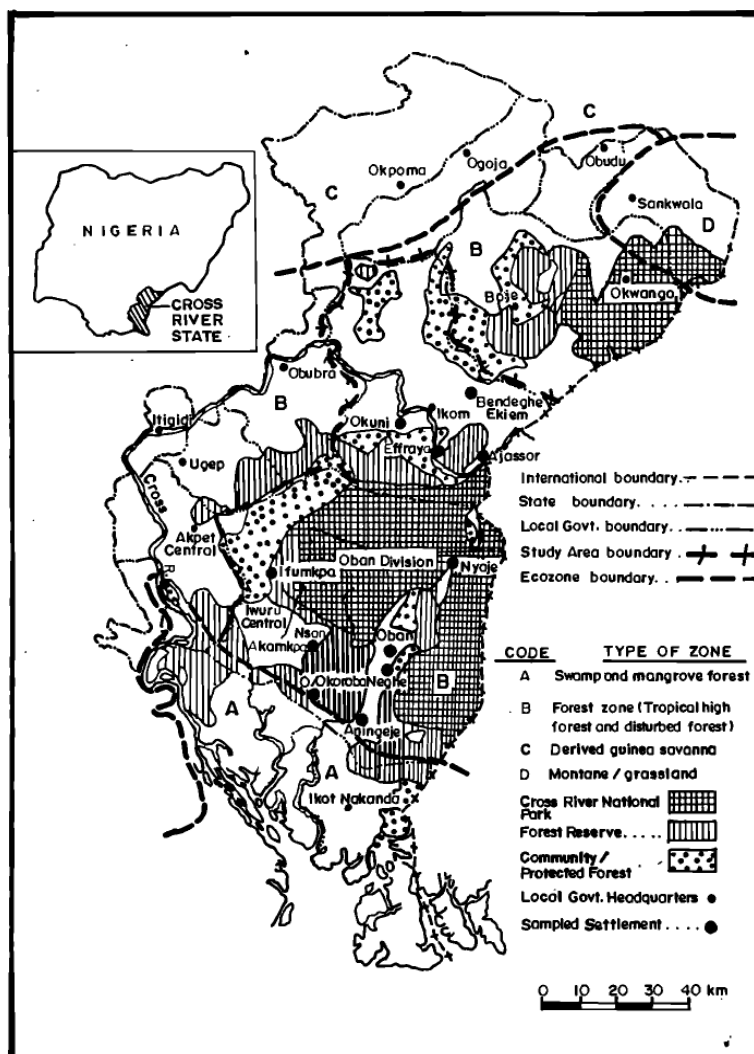 C
Ogoja
Obudu
Okpoma
C
Sankwala
D
B
Boje
Okwango
NIGERIA
CROSS
RIVER
STATE
Obubra
B
Itigidi
Ugep
Okuni
Ikom
Bendeghe
Ekiem
Effraya
Ajassor
Cross
R
Akpet
Central
Oban Division
Ifumkpa
Nyaje
Iwuru
Central
Nsan
Akamkpa
Oban
O/Okoroba
Neghe
B
A
Aningeje
A
Ikot Nakanda
International boundary
State boundary
Local Govt. boundary
Study Area boundary
Ecozone boundary
CODE TYPE OF ZONE
A Swamp and mangrove forest
B Forest zone (Tropical high
forest and disturbed forest)
C Derived guinea savanna
D Montane / grassland
Cross River National
Park
Forest Reserve
Community/
Protected Forest
Local Govt. Headquarters
Sampled Settlement
0 10 20 30 40 km